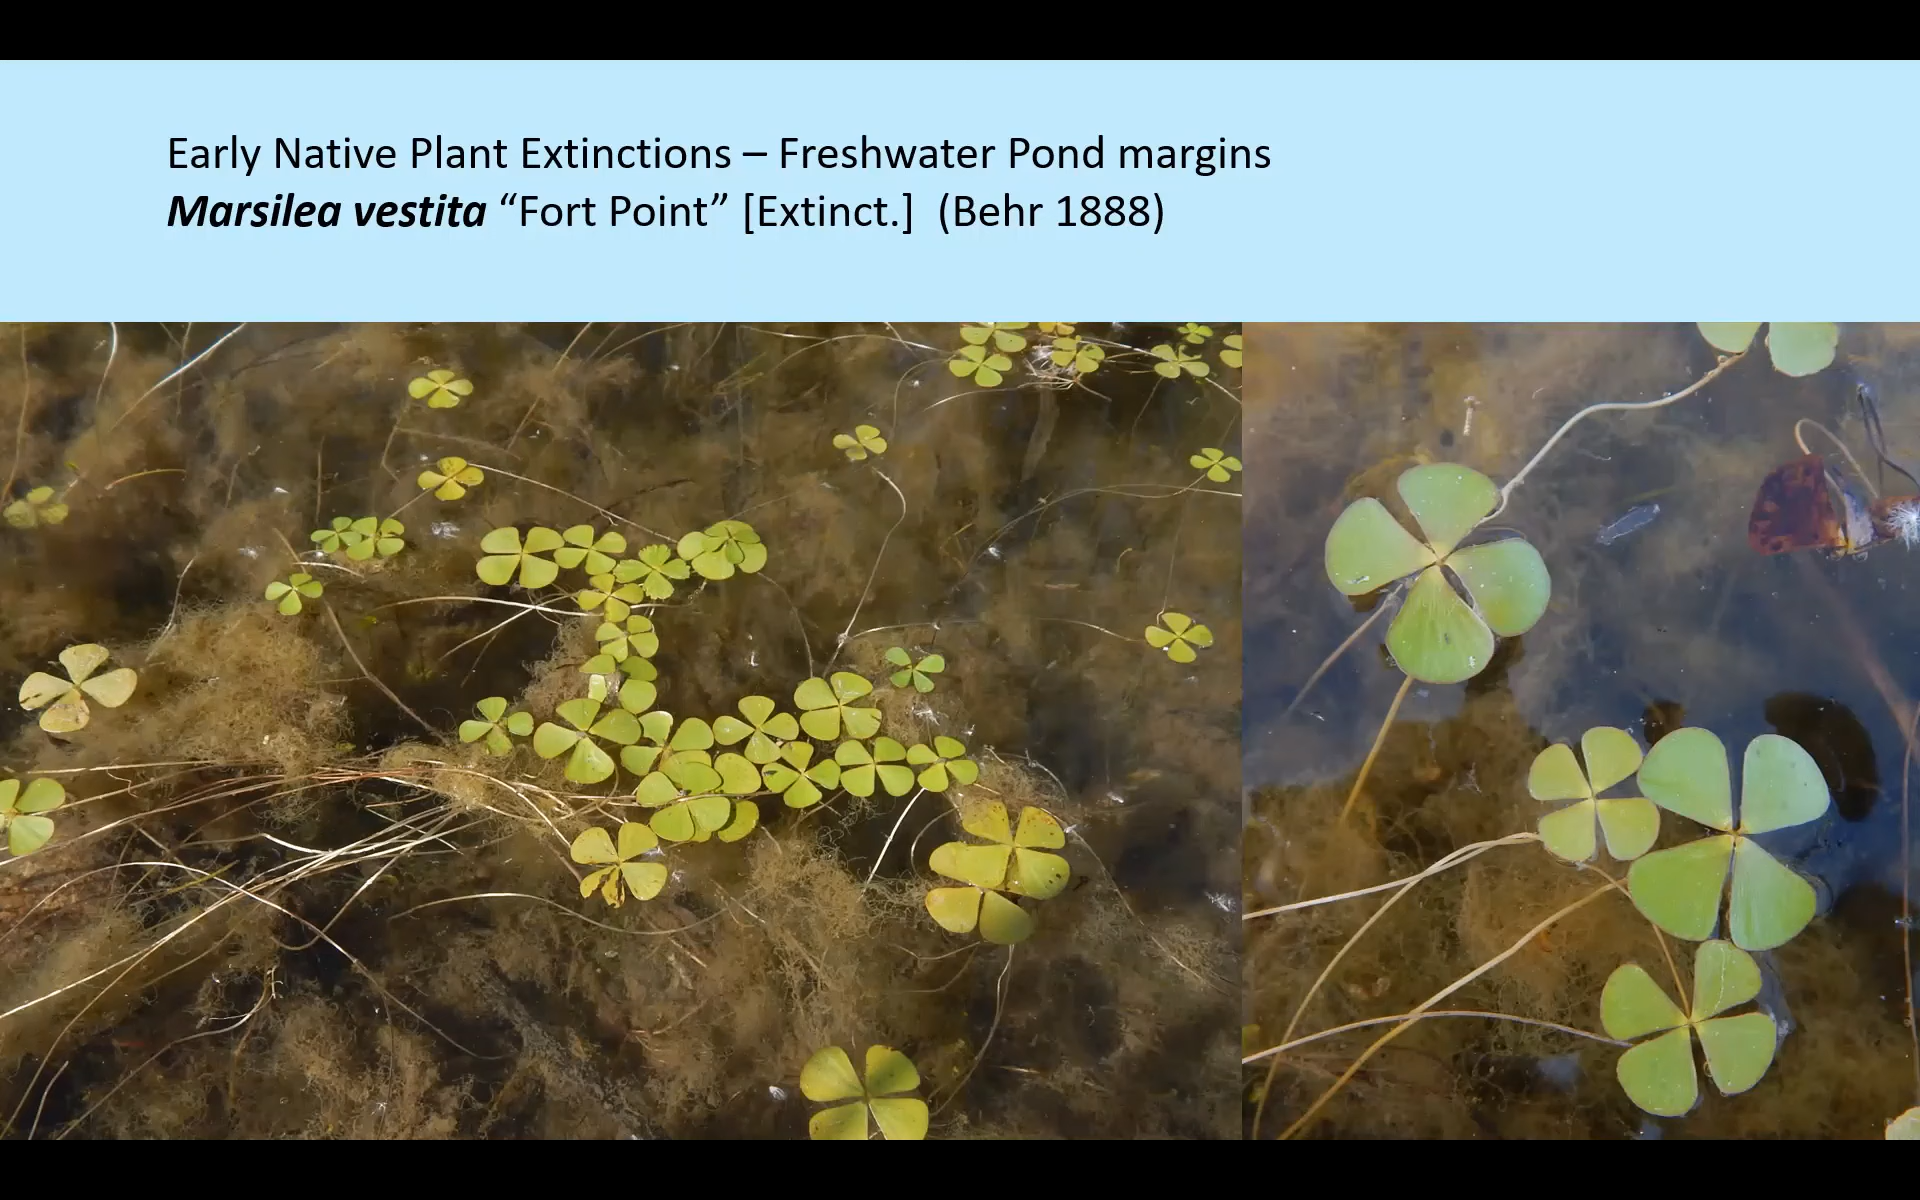 Early Native Plant Extinctions – Freshwater Pond margins
Marsilea vestita “Fort Point” [Extinct.]  (Behr 1888)